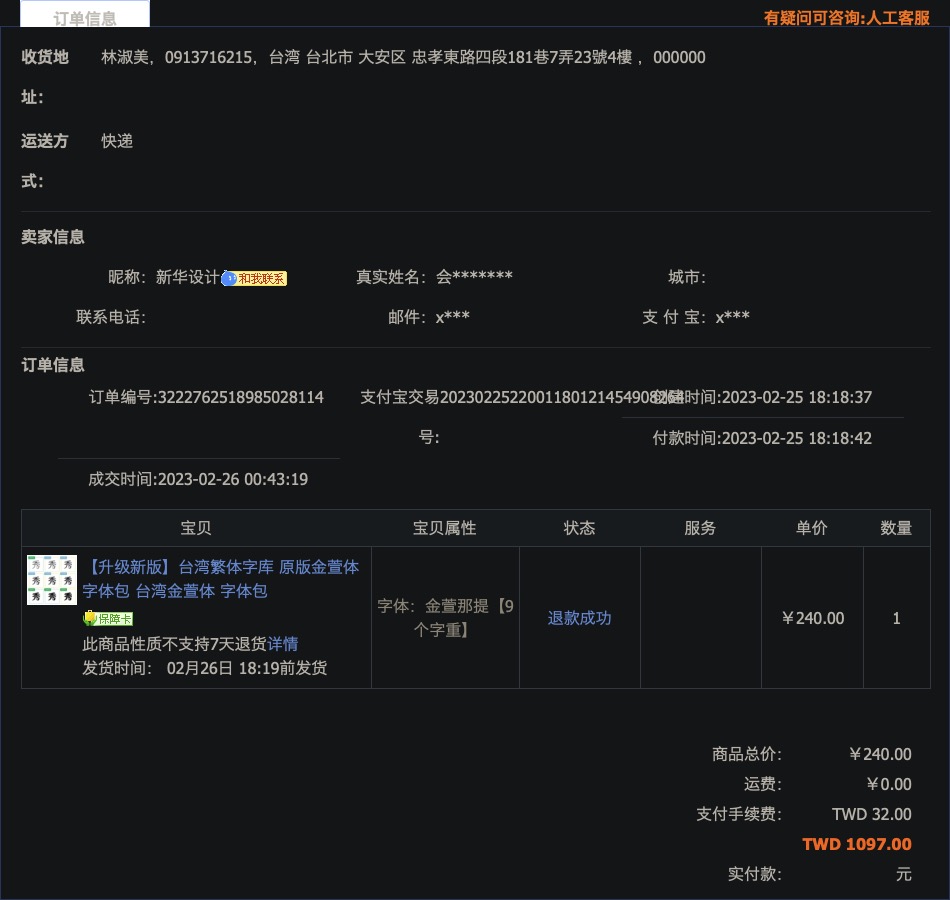 订单信息
有疑问可咨询:人工客服
收货地址： 林淑美，0913716215，台湾 台北市 大安区 忠孝東路四段181巷7弄23號4樓 ，000000
运送方式： 快递
卖家信息
昵称：新华设计 和我联系 真实姓名：会******* 城市：
联系电话： 邮件：x*** 支 付 宝：x***
订单信息
订单编号:3222762518985028114 支付宝交易号: 创建时间:2023-02-25 18:18:37
付款时间:2023-02-25 18:18:42
成交时间:2023-02-26 00:43:19
宝贝 宝贝属性 状态 服务 单价 数量
【升级新版】台湾繁体字库 原版金萱体
字体包 台湾金萱体 字体包
保障卡
此商品性质不支持7天退货详情
发货时间： 02月26日 18:19前发货
字体：金萱那提【9
个字重】
退款成功
￥240.00
1
商品总价： ￥240.00
运费： ￥0.00
支付手续费： TWD 32.00
TWD 1097.00
实付款： 元